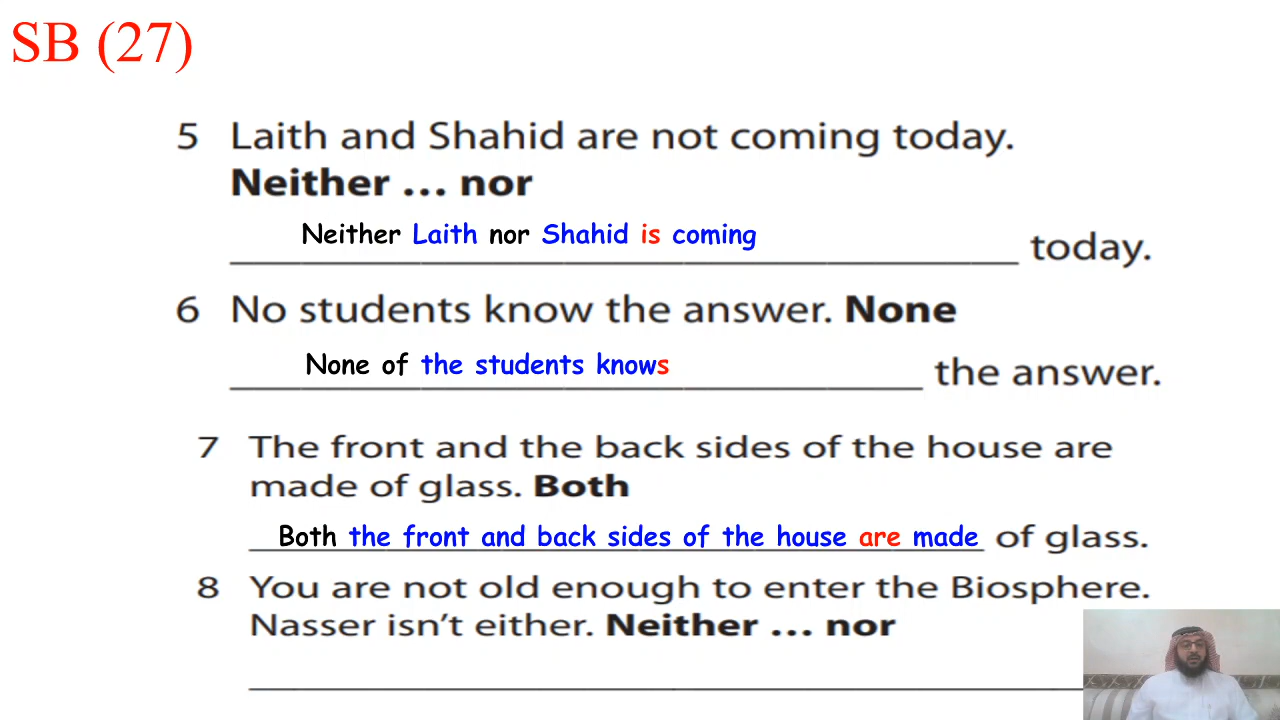 SB (27)
5 Laith and Shahid are not coming today.
Neither ... nor
Neither Laith nor Shahid is coming today.
6 No students know the answer. None
None of the students knows the answer.
7 The front and the back sides of the house are
made of glass. Both
Both the front and back sides of the house are made of glass.
8 You are not old enough to enter the Biosphere.
Nasser isn't either. Neither ... nor